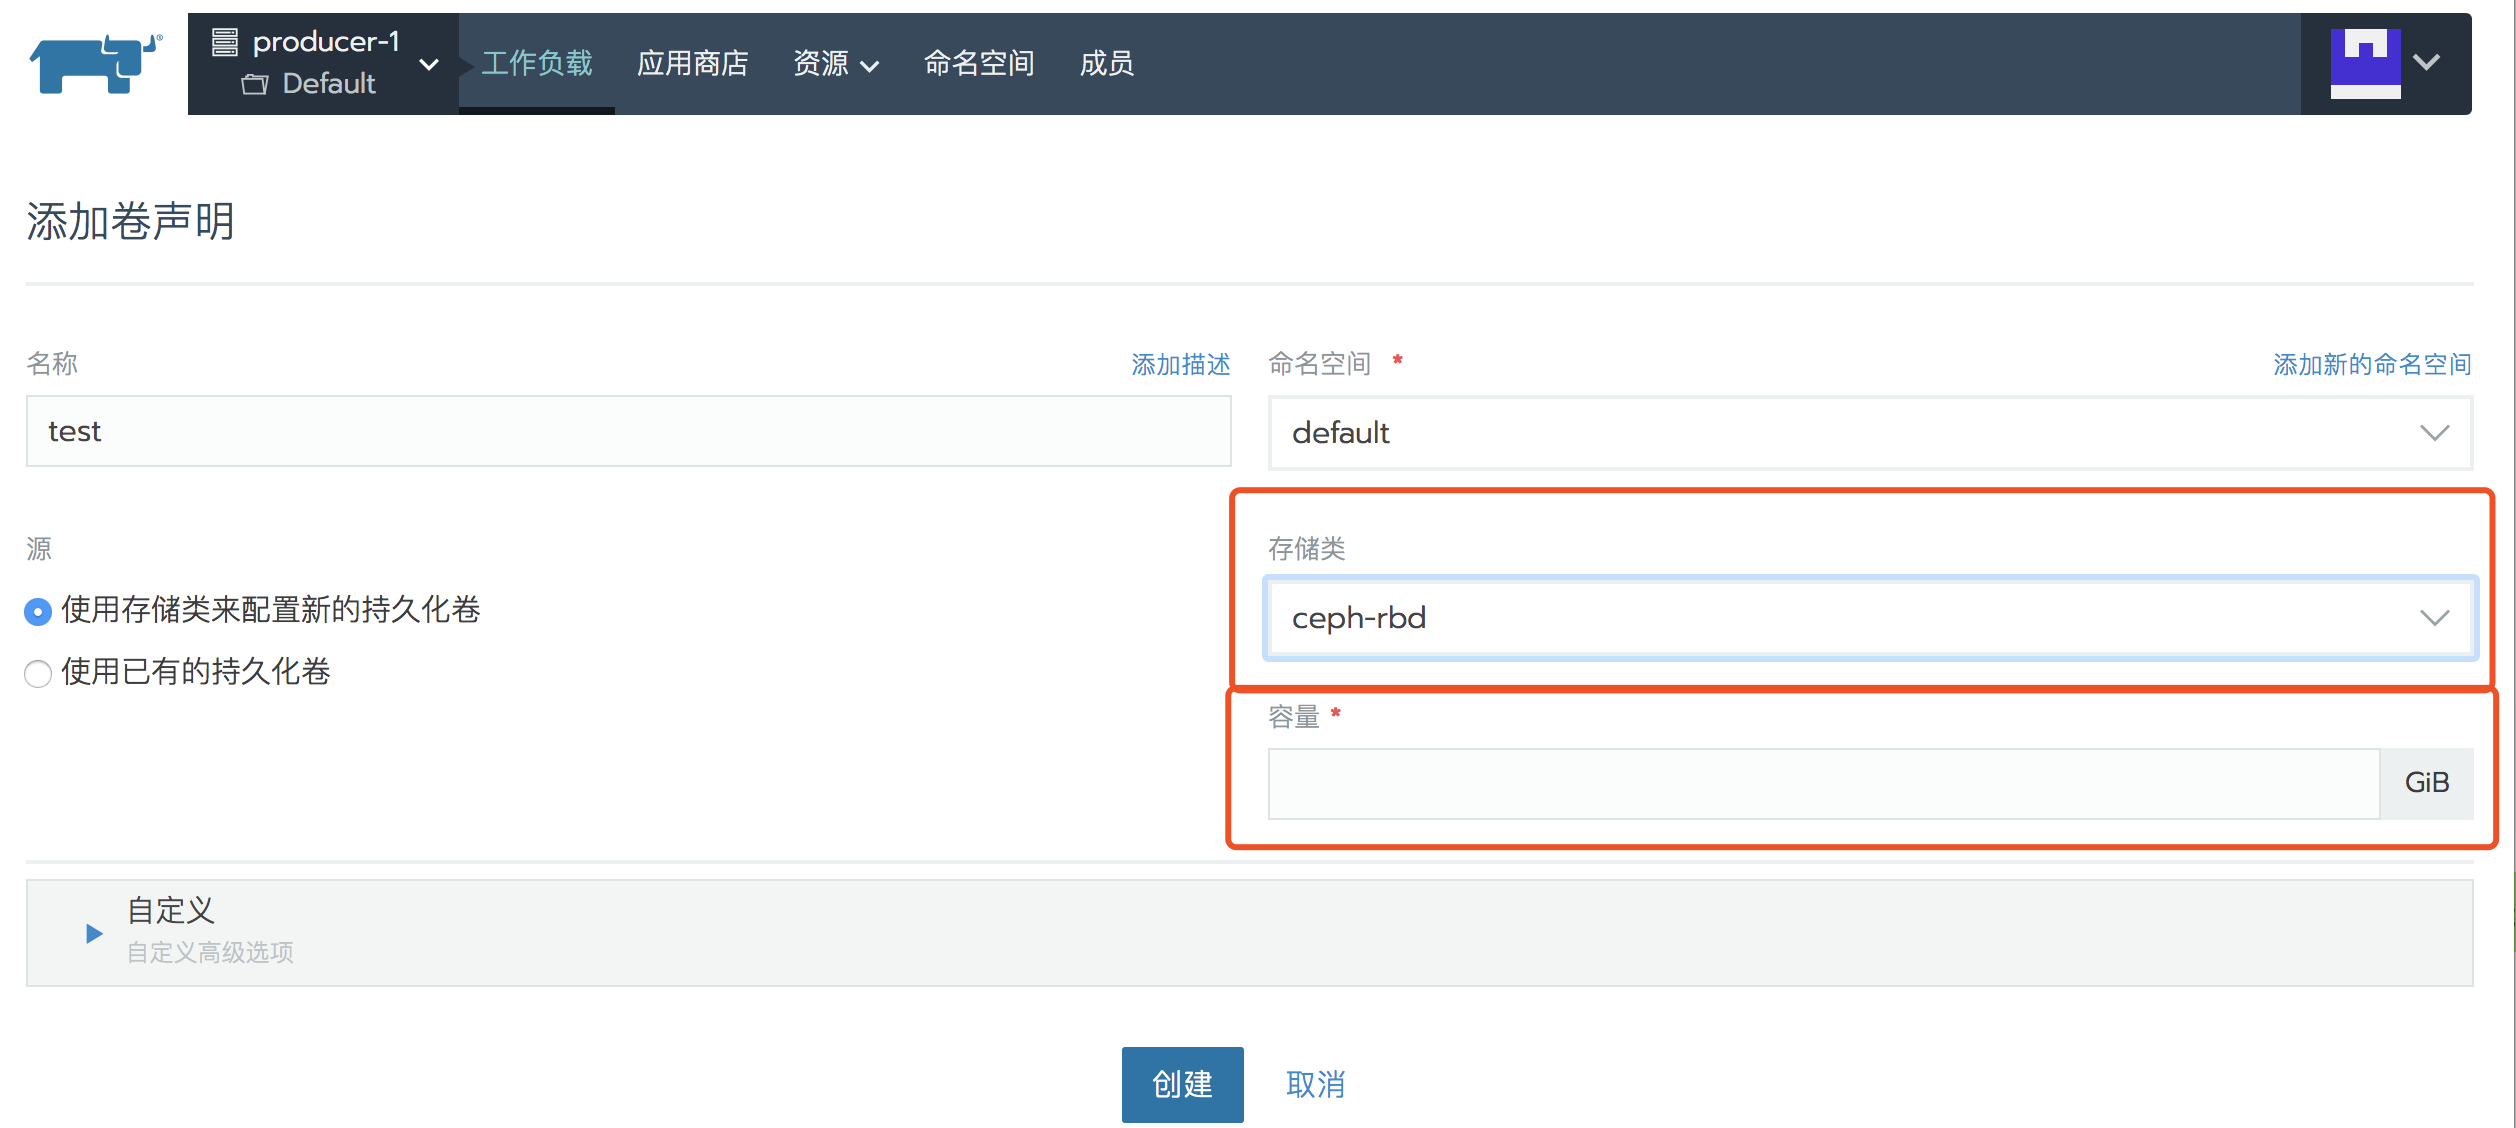 producer-1
Default
工作负载 应用商店 资源 命名空间 成员
添加卷声明
名称 添加描述 命名空间 * 添加新的命名空间
test default
源 存储类
使用存储类来配置新的持久化卷 ceph-rbd
使用已有的持久化卷
容量 *
GiB
自定义
自定义高级选项
创建 取消